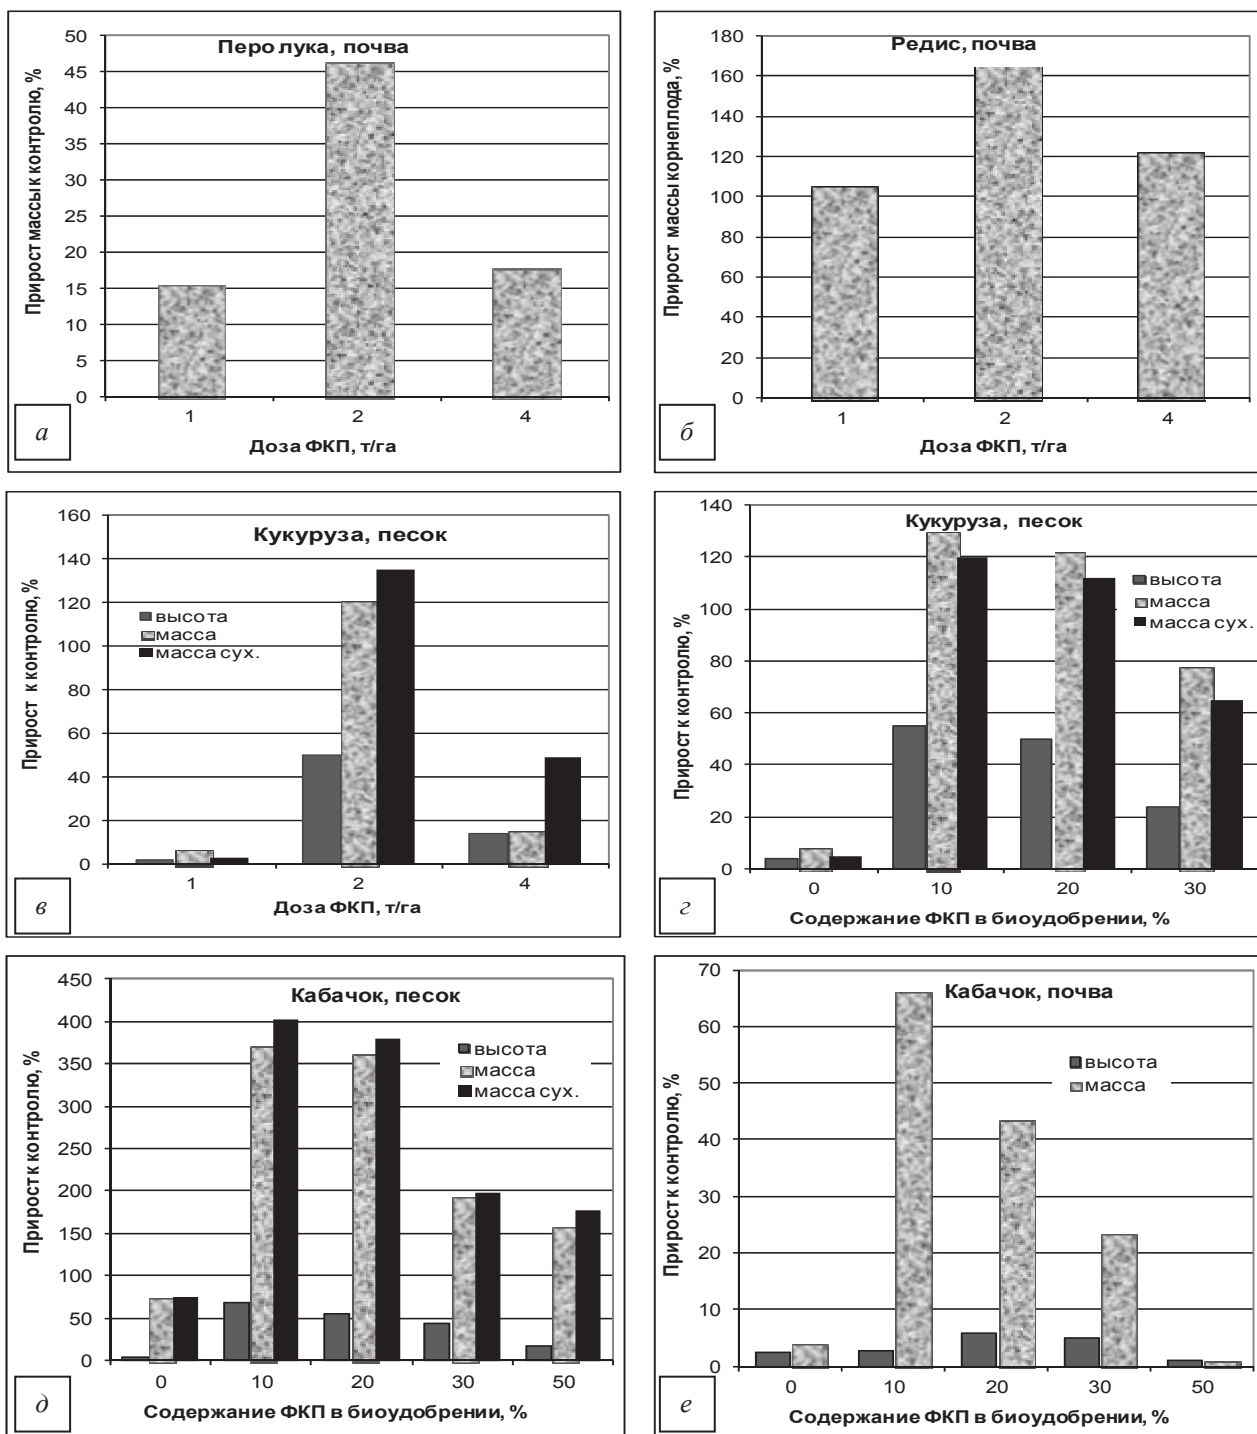 Перо лука, почва
Прирост массы к контролю, %
50
45
40
35
30
25
20
15
10
5
0
1 2 4
Доза ФКП, т/га
а
Редис, почва
Прирост массы корнеплода, %
180
160
140
120
100
80
60
40
20
0
1 2 4
Доза ФКП, т/га
б
Кукуруза, песок
Прирост к контролю, %
160
140
120
100
80
60
40
20
0
высота
масса
масса сух.
1 2 4
Доза ФКП, т/га
в
Кукуруза, песок
Прирост к контролю, %
140
120
100
80
60
40
20
0
высота
масса
масса сух.
0 10 20 30
Содержание ФКП в биоудобрении, %
г
Кабачок, песок
Прирост к контролю, %
450
400
350
300
250
200
150
100
50
0
высота
масса
масса сух.
0 10 20 30 50
Содержание ФКП в биоудобрении, %
д
Кабачок, почва
Прирост к контролю, %
70
60
50
40
30
20
10
0
высота
масса
0 10 20 30 50
Содержание ФКП в биоудобрении, %
е